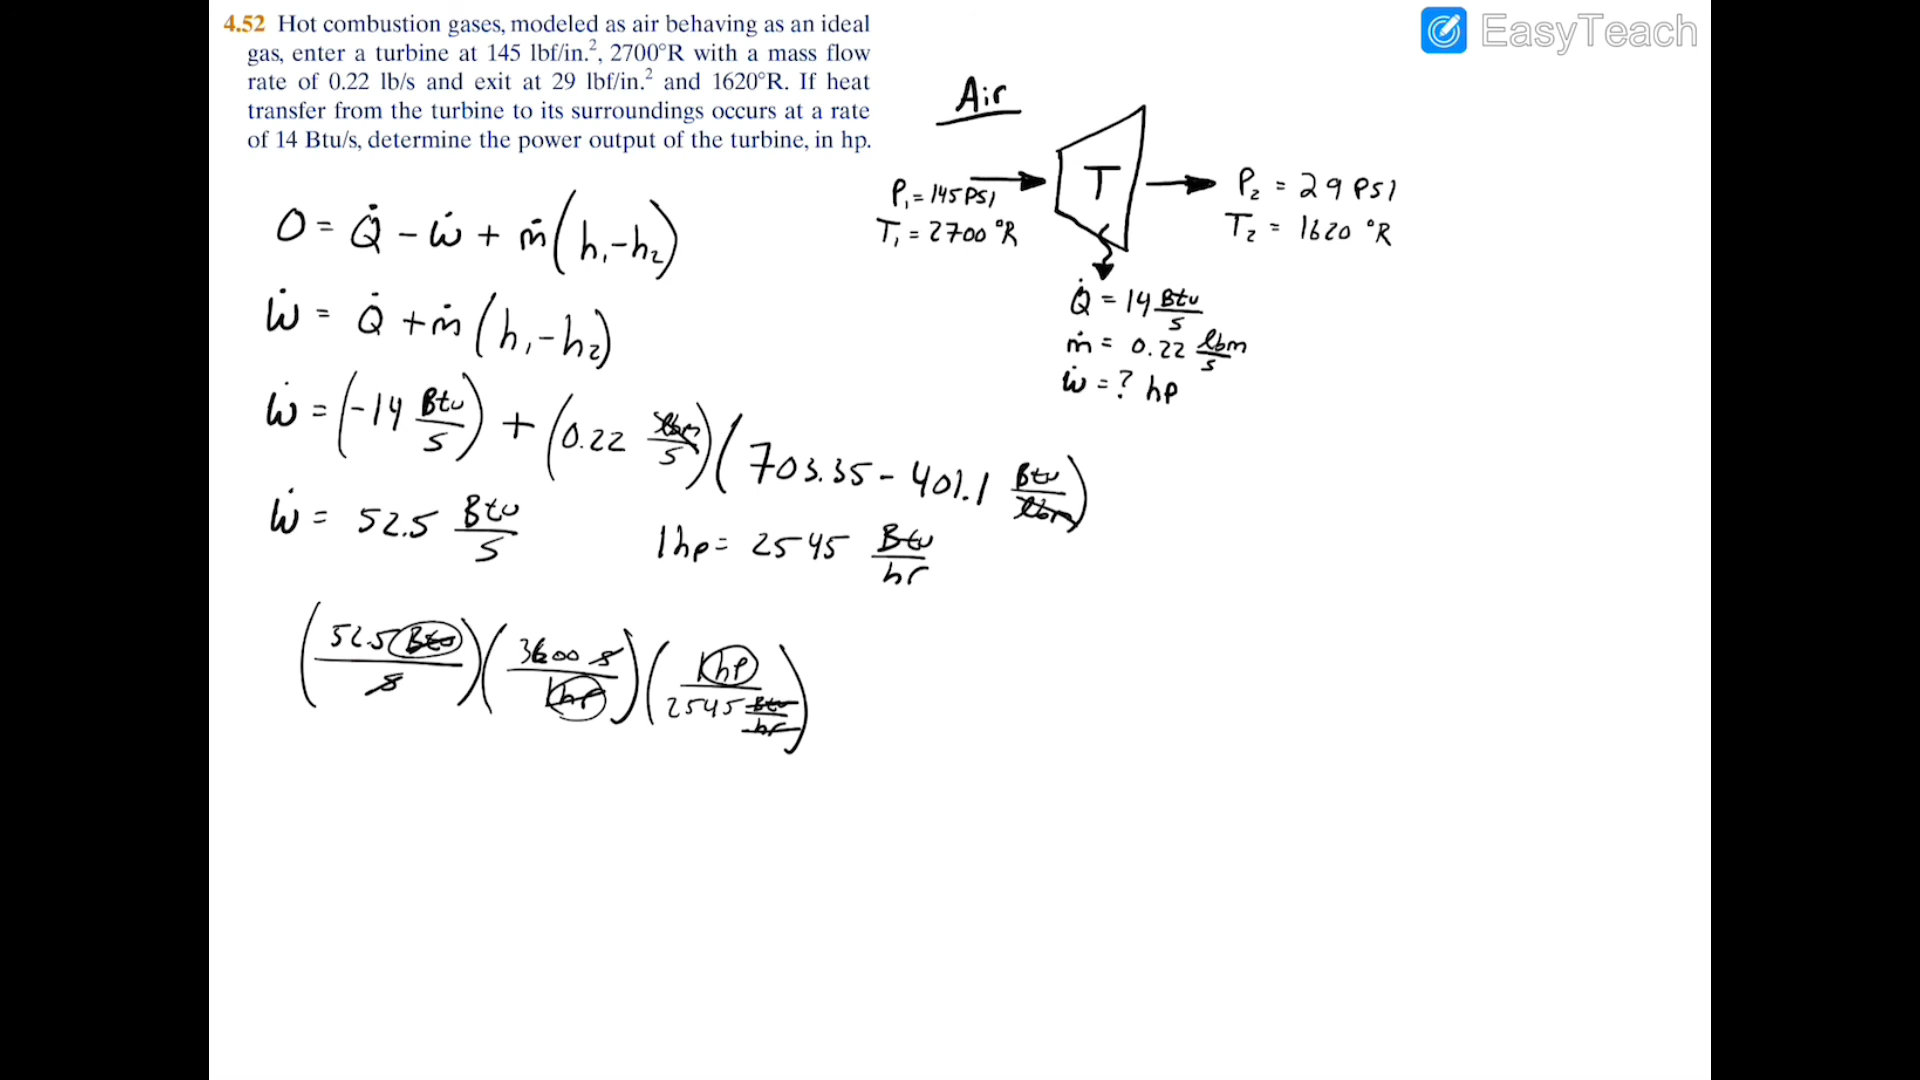 4.52 Hot combustion gases, modeled as air behaving as an ideal
gas, enter a turbine at 145 lbf/in.², 2700°R with a mass flow
rate of 0.22 lb/s and exit at 29 lbf/in.² and 1620°R. If heat
transfer from the turbine to its surroundings occurs at a rate
of 14 Btu/s, determine the power output of the turbine, in hp.
EasyTeach
Air
T
P₁ = 145 PSI
T₁ = 2700 °R
P₂ = 29 PSI
T₂ = 1620 °R
Q̇ = 14 Btu/s
ṁ = 0.22 lbm/s
ẇ = ? hp
0 = Q̇ - ẇ + ṁ(h₁-h₂)
ẇ = Q̇ + ṁ(h₁-h₂)
ẇ = (-14 Btu/s) + (0.22 lbm/s)(703.35 - 401.1 Btu/lbm)
ẇ = 52.5 Btu/s
1hp = 2545 Btu/hr
(52.5 Btu/s)(3600 s/1hr)(1hp/2545 Btu/hr)